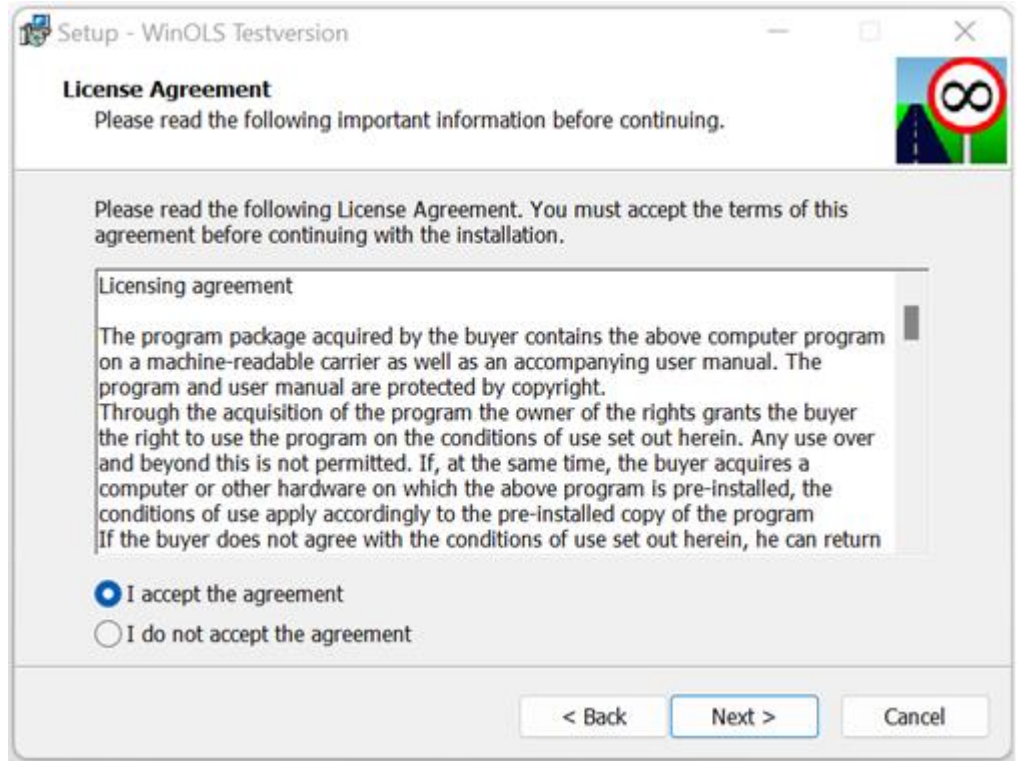 Setup - WinOLS Testversion
License Agreement
Please read the following important information before continuing.
Please read the following License Agreement. You must accept the terms of this
agreement before continuing with the installation.
Licensing agreement
The program package acquired by the buyer contains the above computer program
on a machine-readable carrier as well as an accompanying user manual. The
program and user manual are protected by copyright.
Through the acquisition of the program the owner of the rights grants the buyer
the right to use the program on the conditions of use set out herein. Any use over
and beyond this is not permitted. If, at the same time, the buyer acquires a
computer or other hardware on which the above program is pre-installed, the
conditions of use apply accordingly to the pre-installed copy of the program
If the buyer does not agree with the conditions of use set out herein, he can return
I accept the agreement
I do not accept the agreement
< Back
Next >
Cancel